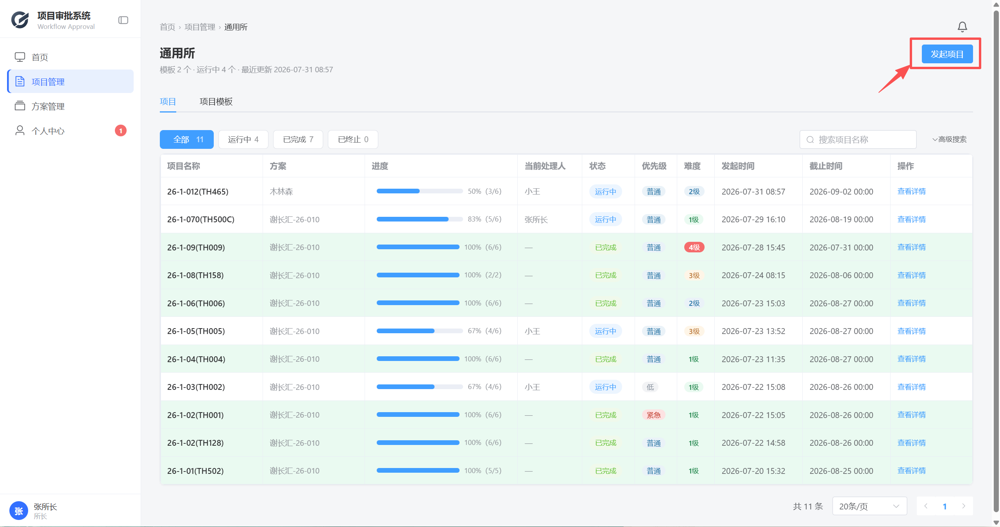 项目审批系统
Workflow Approval
首页
项目管理
方案管理
个人中心 1
张 张所长
所长
首页 › 项目管理 › 通用所
通用所
发起项目
模板 2 个 · 运行中 4 个 · 最近更新 2026-07-31 08:57
项目 项目模板
全部 11 运行中 4 已完成 7 已终止 0 搜索项目名称 高级搜索
项目名称 方案 进度 当前处理人 状态 优先级 难度 发起时间 截止时间 操作
26-1-012(TH465) 木林森 50% (3/6) 小王 运行中 普通 2级 2026-07-31 08:57 2026-09-02 00:00 查看详情
26-1-070(TH500C) 谢长汇-26-010 83% (5/6) 张所长 运行中 普通 1级 2026-07-29 16:10 2026-08-19 00:00 查看详情
26-1-09(TH009) 谢长汇-26-010 100% (6/6) — 已完成 普通 4级 2026-07-28 15:45 2026-07-31 00:00 查看详情
26-1-08(TH158) 谢长汇-26-010 100% (2/2) — 已完成 普通 3级 2026-07-24 08:15 2026-08-06 00:00 查看详情
26-1-06(TH006) 谢长汇-26-010 100% (6/6) — 已完成 普通 2级 2026-07-23 15:03 2026-08-27 00:00 查看详情
26-1-05(TH005) 谢长汇-26-010 67% (4/6) 小王 运行中 普通 3级 2026-07-23 13:52 2026-08-27 00:00 查看详情
26-1-04(TH004) 谢长汇-26-010 100% (6/6) — 已完成 普通 1级 2026-07-23 11:35 2026-08-27 00:00 查看详情
26-1-03(TH002) 谢长汇-26-010 67% (4/6) 小王 运行中 低 1级 2026-07-22 15:08 2026-08-26 00:00 查看详情
26-1-02(TH001) 谢长汇-26-010 100% (6/6) — 已完成 紧急 1级 2026-07-22 15:05 2026-08-26 00:00 查看详情
26-1-02(TH128) 谢长汇-26-010 100% (6/6) — 已完成 普通 1级 2026-07-22 14:58 2026-08-26 00:00 查看详情
26-1-01(TH502) 谢长汇-26-010 100% (5/5) — 已完成 普通 1级 2026-07-20 15:32 2026-08-25 00:00 查看详情
共 11 条 20条/页 1